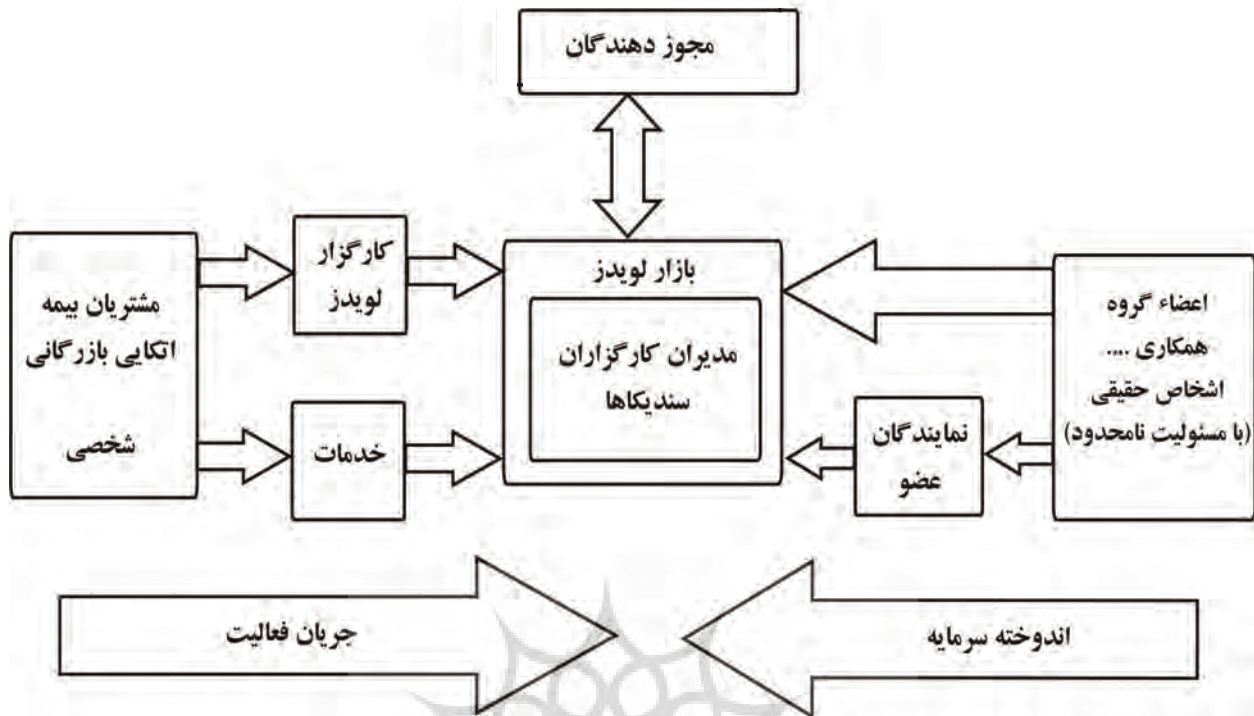 مجوز دهندگان
مشتریان بیمه
اتکایی بازرگانی
شخصی
کارگزار
لویدز
خدمات
بازار لویدز
مدیران کارگزاران
سندیکاها
نمایندگان
عضو
اعضاء گروه
همکاری ....
اشخاص حقیقی
(با مسئولیت نامحدود)
جریان فعالیت
اندوخته سرمایه